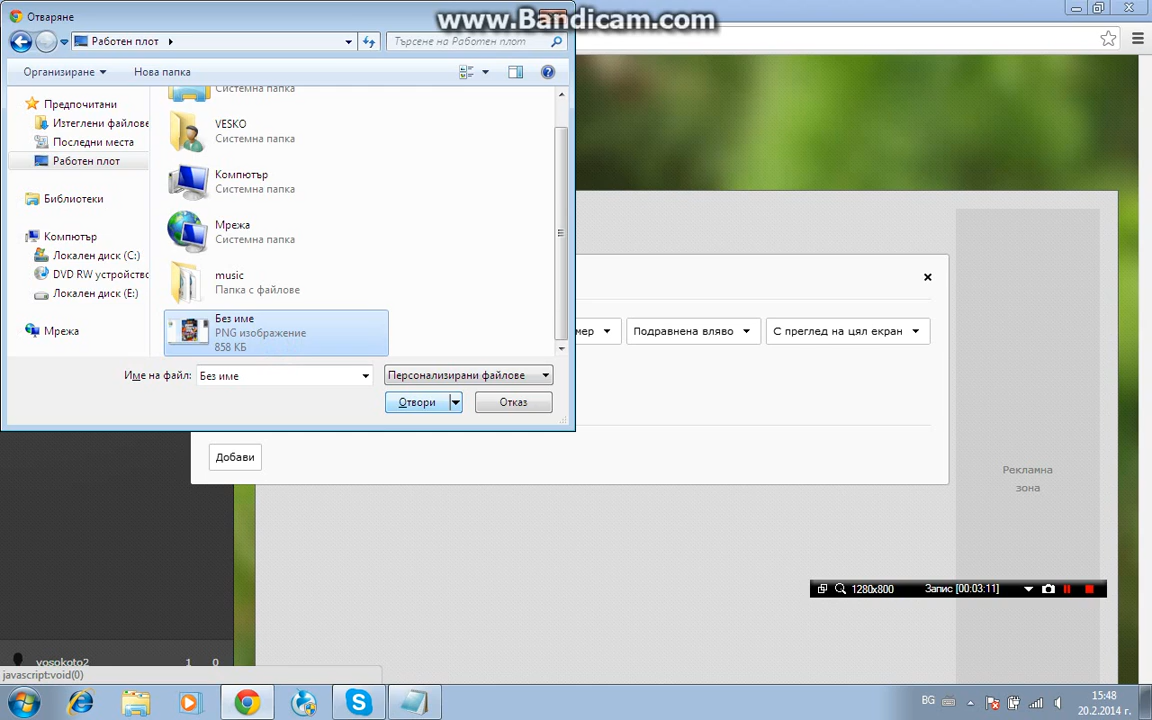 Отваряне
www.Bandicam.com
Работен плот
Търсене на Работен плот
Организиране
Нова папка
Предпочитани
Изтеглени файлове
Последни места
Работен плот
Библиотеки
Компютър
Локален диск (C:)
DVD RW устройство
Локален диск (E:)
Мрежа
Системна папка
VESKO
Системна папка
Компютър
Системна папка
Мрежа
Системна папка
music
Папка с файлове
Без име
PNG изображение
858 КБ
Име на файл:
Без име
Персонализирани файлове
Отвори
Отказ
мер
Подравнена вляво
С преглед на цял екран
Добави
Рекламна
зона
1280x800
Запис [00:03:11]
vosokoto2
1
0
javascript:void(0)
BG
15:48
20.2.2014 г.